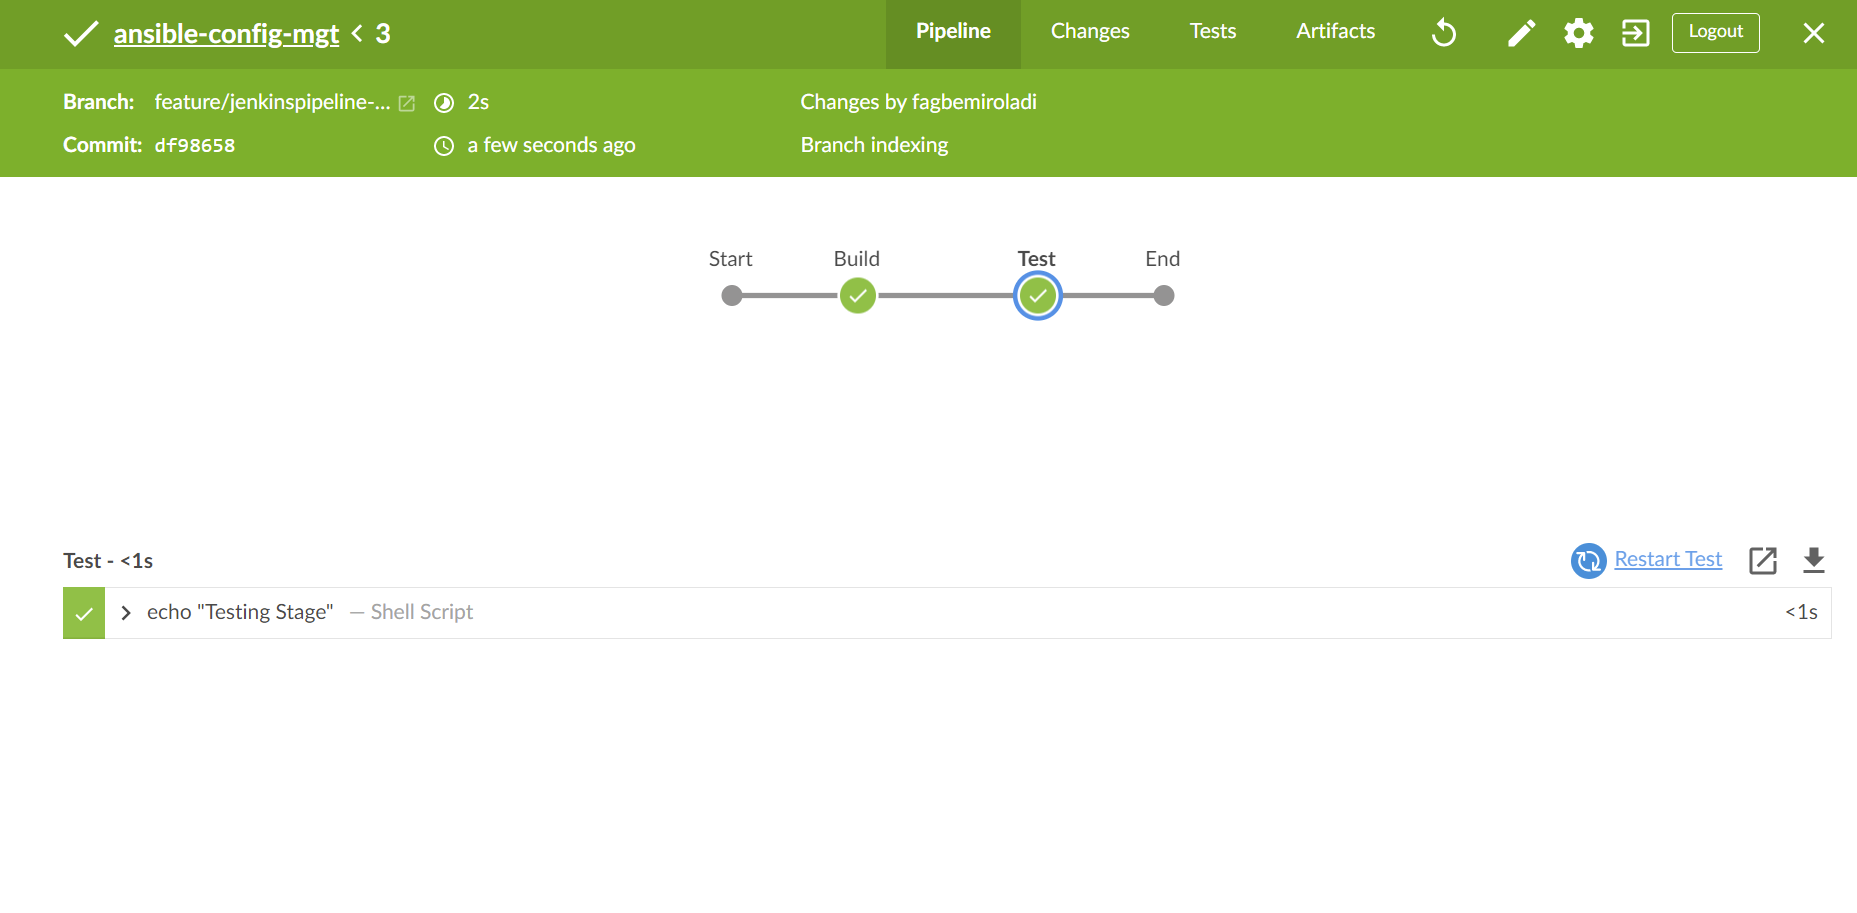 ansible-config-mgt < 3
Pipeline Changes Tests Artifacts Logout
Branch: feature/jenkinspipeline-... 2s Changes by fagbemiroladi
Commit: df98658 a few seconds ago Branch indexing
Start Build Test End
Test - <1s Restart Test
echo "Testing Stage" — Shell Script <1s